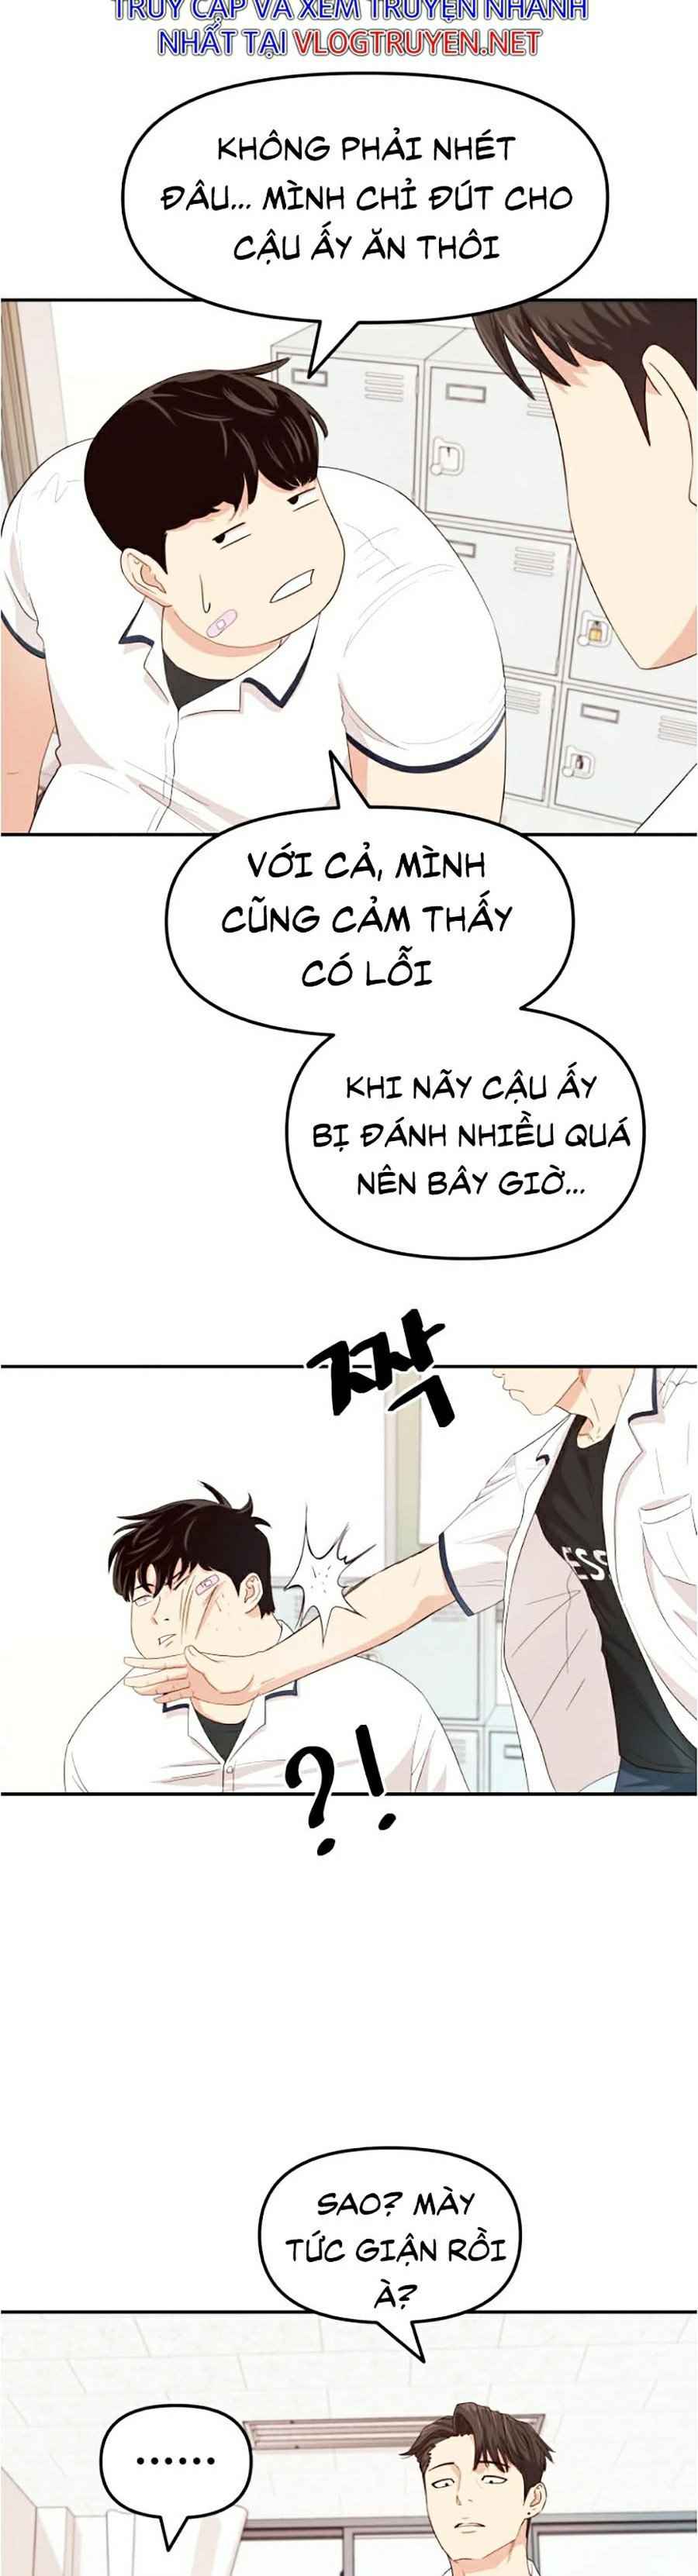 TRUY CẬP VÀ XEM TRUYỆN NHANH
NHẤT TẠI VLOGTRUYEN.NET
KHÔNG PHẢI NHÉT
ĐÂU... MÌNH CHỈ ĐÚT CHO
CẬU ẤY ĂN THÔI
VỚI CẢ, MÌNH
CŨNG CẢM THẤY
CÓ LỖI
KHI NÃY CẬU ẤY
BỊ ĐÁNH NHIỀU QUÁ
NÊN BÂY GIỜ...
짝
ESS
?!
SAO? MÀY
TỨC GIẬN RỒI
À?
......